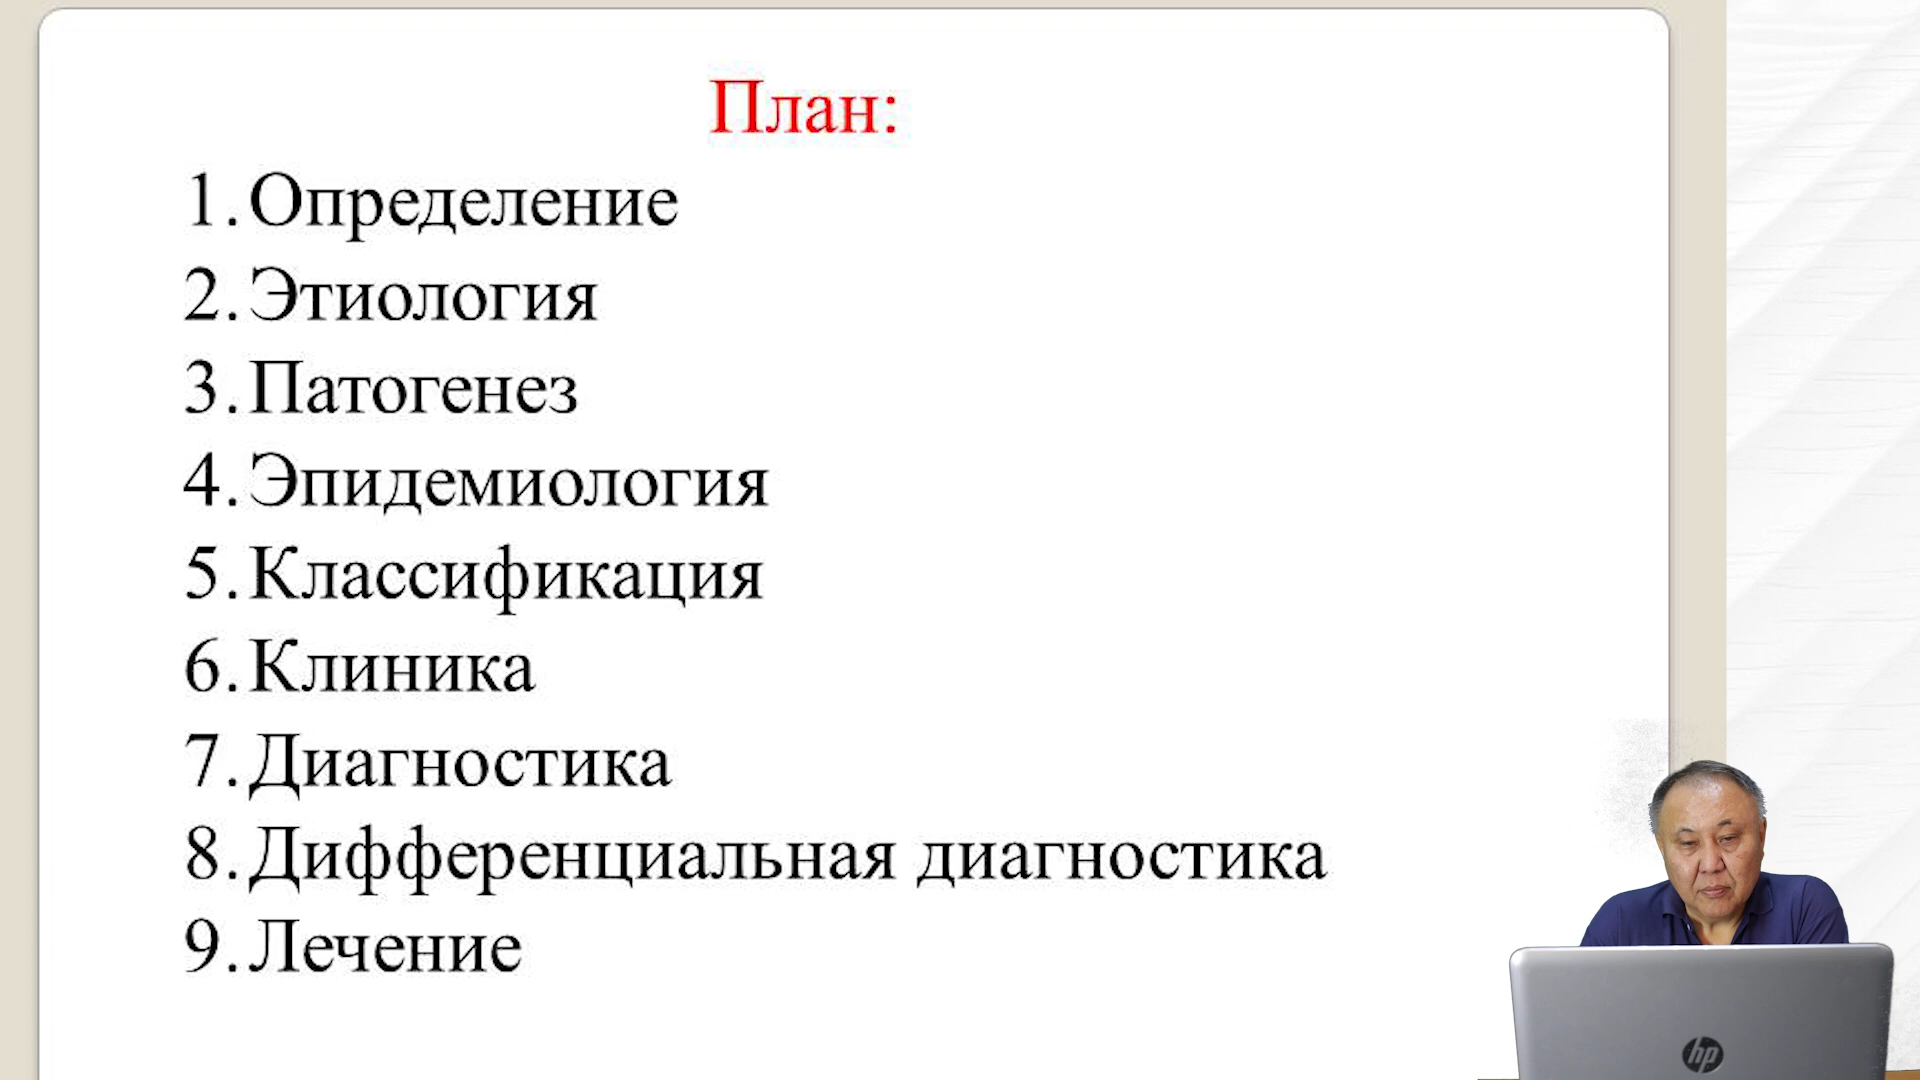 План:
1. Определение
2. Этиология
3. Патогенез
4. Эпидемиология
5. Классификация
6. Клиника
7. Диагностика
8. Дифференциальная диагностика
9. Лечение
hp